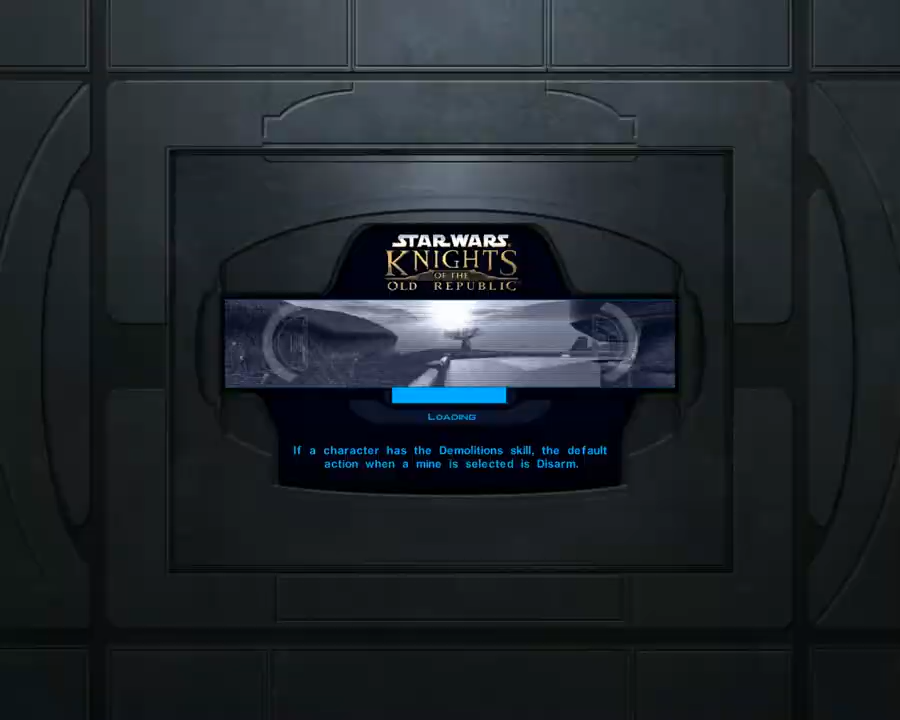 STAR WARS
KNIGHTS
OF THE
OLD REPUBLIC
LOADING
If a character has the Demolitions skill, the default
action when a mine is selected is Disarm.